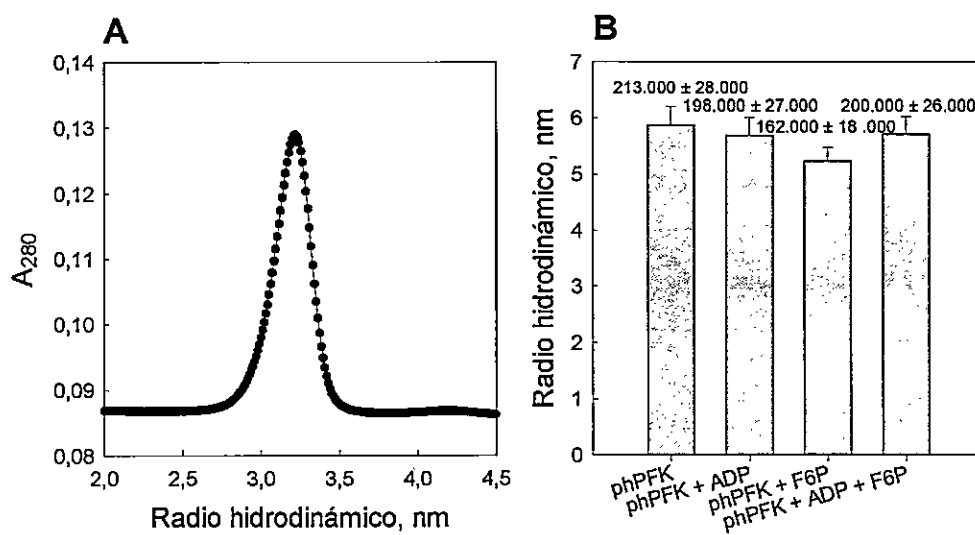 A
0,14
0,13
0,12
0,11
0,10
0,09
0,08
A280
2,0 2,5 3,0 3,5 4,0 4,5
Radio hidrodinámico, nm
B
7
6
5
4
3
2
1
0
Radio hidrodinámico, nm
213.000 ± 28.000
198,000 ± 27.000
162.000 ± 18 .000
200.000 ± 26,000
phPFK
phPFK + ADP
phPFK + F6P
phPFK + ADP + F6P